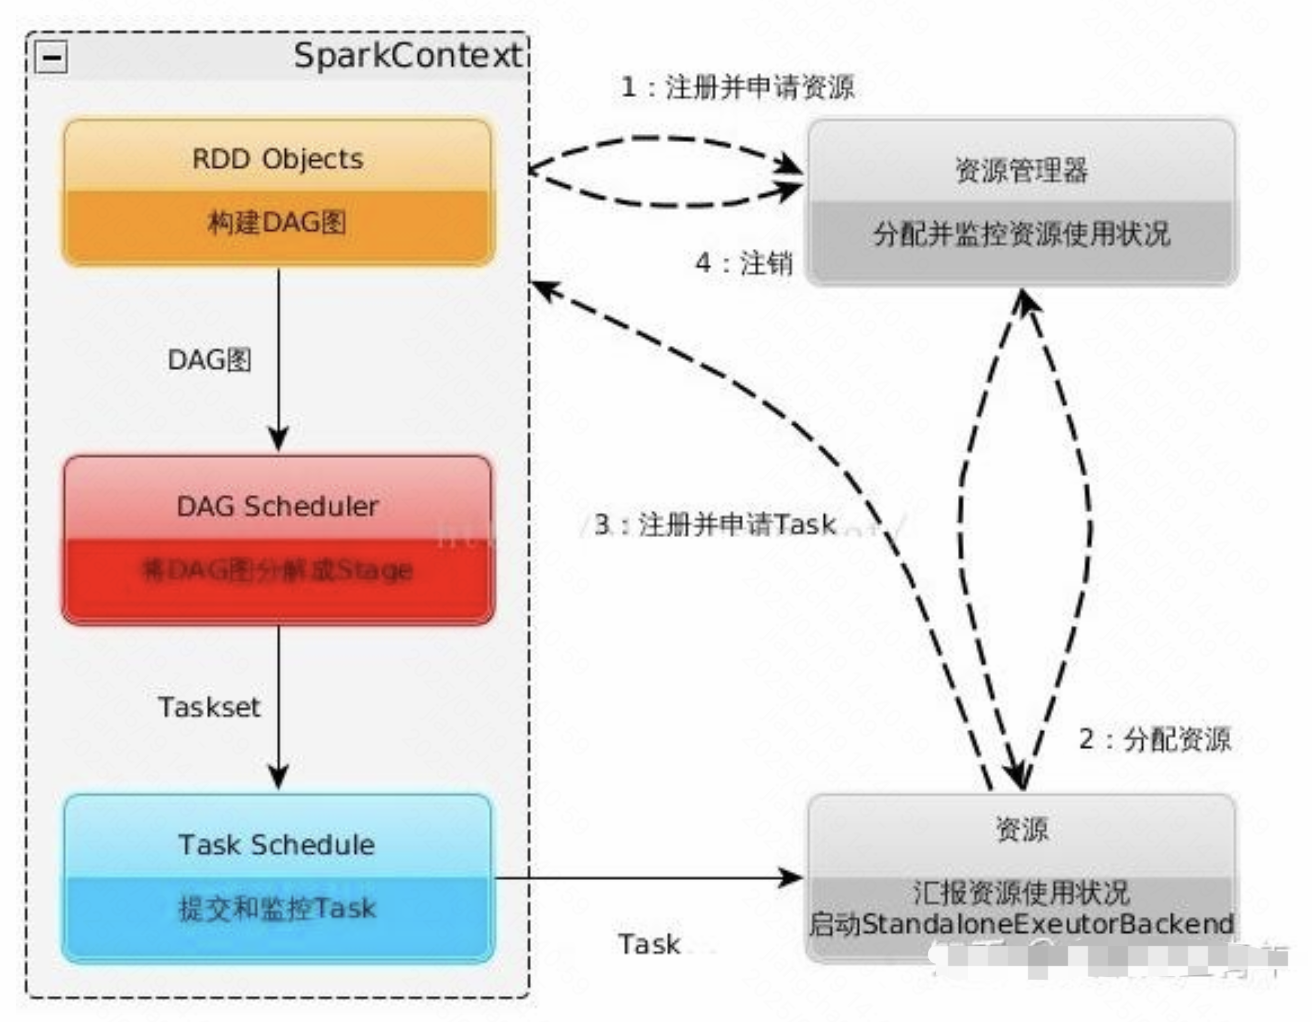 SparkContext
1：注册并申请资源
RDD Objects
构建DAG图
资源管理器
分配并监控资源使用状况
4：注销
DAG图
DAG Scheduler
将DAG图分解成Stage
3：注册并申请Task
Taskset
2：分配资源
Task Schedule
提交和监控Task
资源
汇报资源使用状况
启动StandaloneExeutorBackend
Task